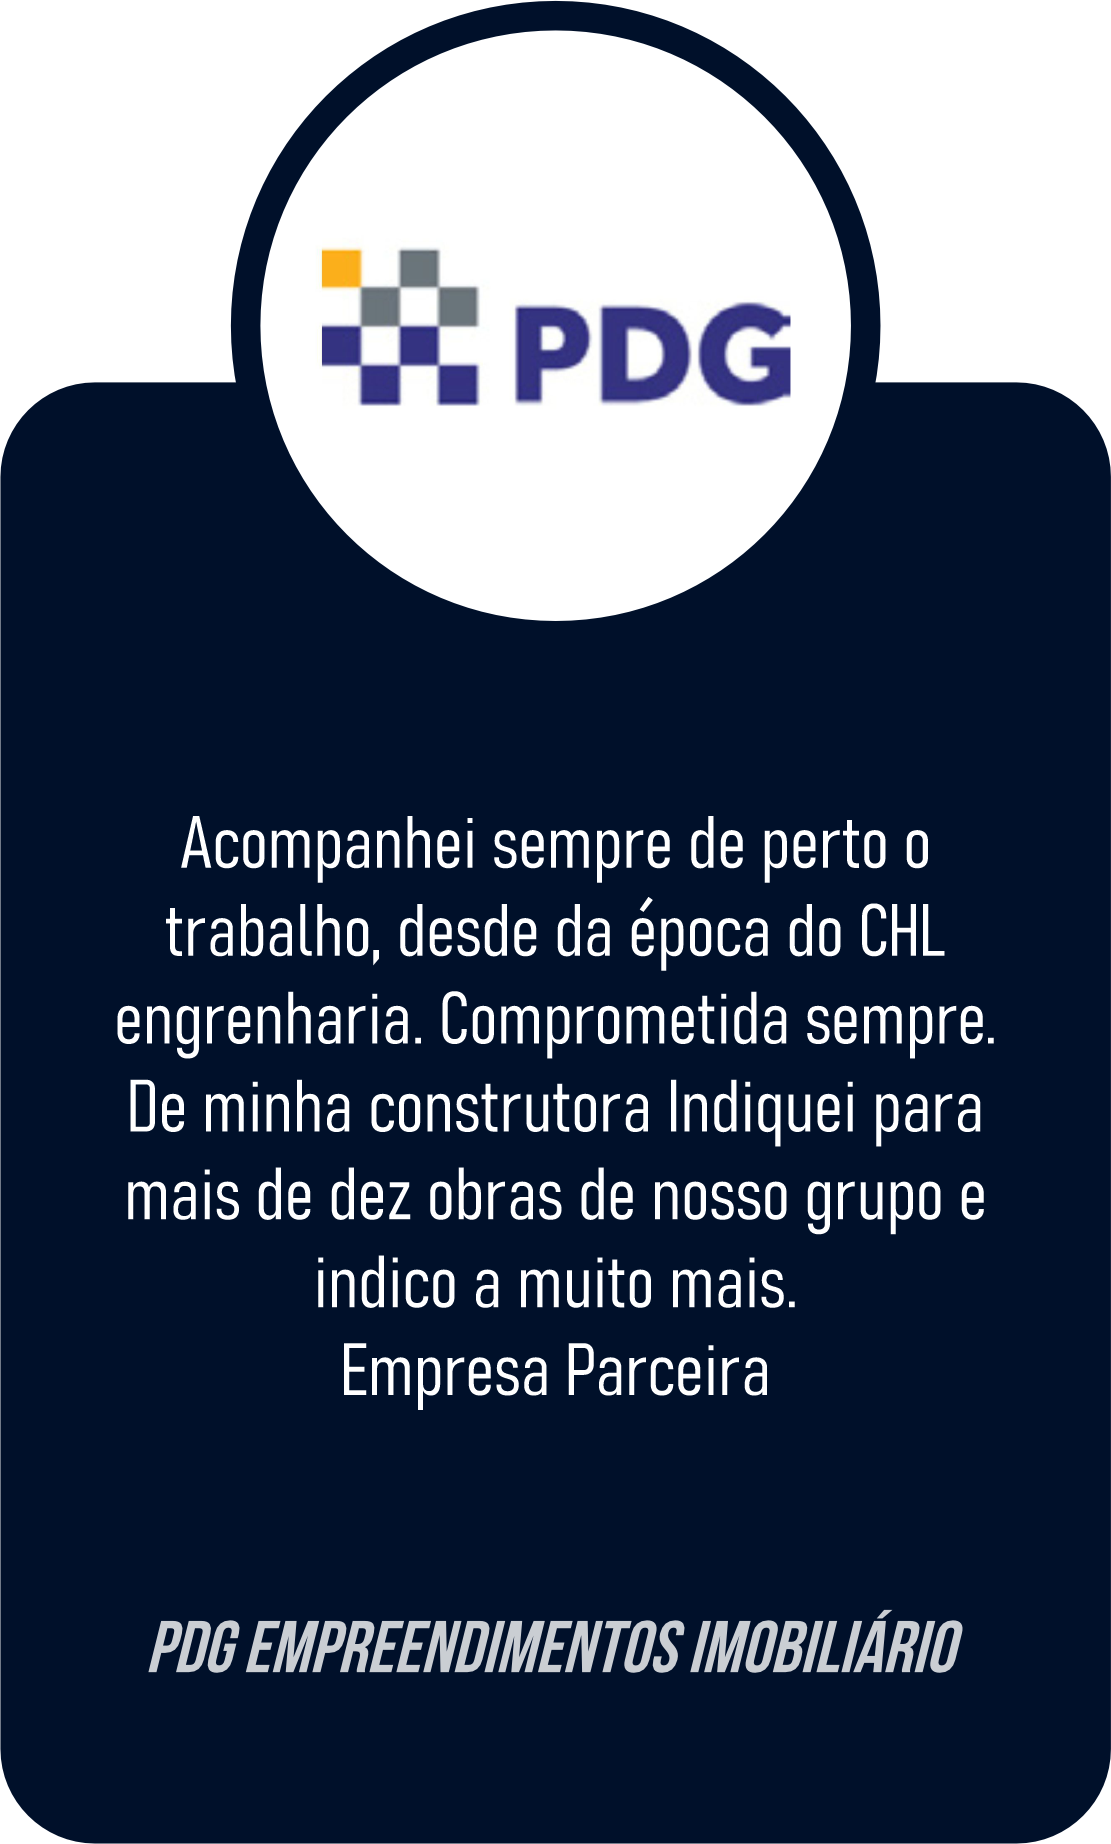 PDG
Acompanhei sempre de perto o
trabalho, desde da época do CHL
engrenharia. Comprometida sempre.
De minha construtora Indiquei para
mais de dez obras de nosso grupo e
indico a muito mais.
Empresa Parceira
PDG EMPREENDIMENTOS IMOBILIÁRIO